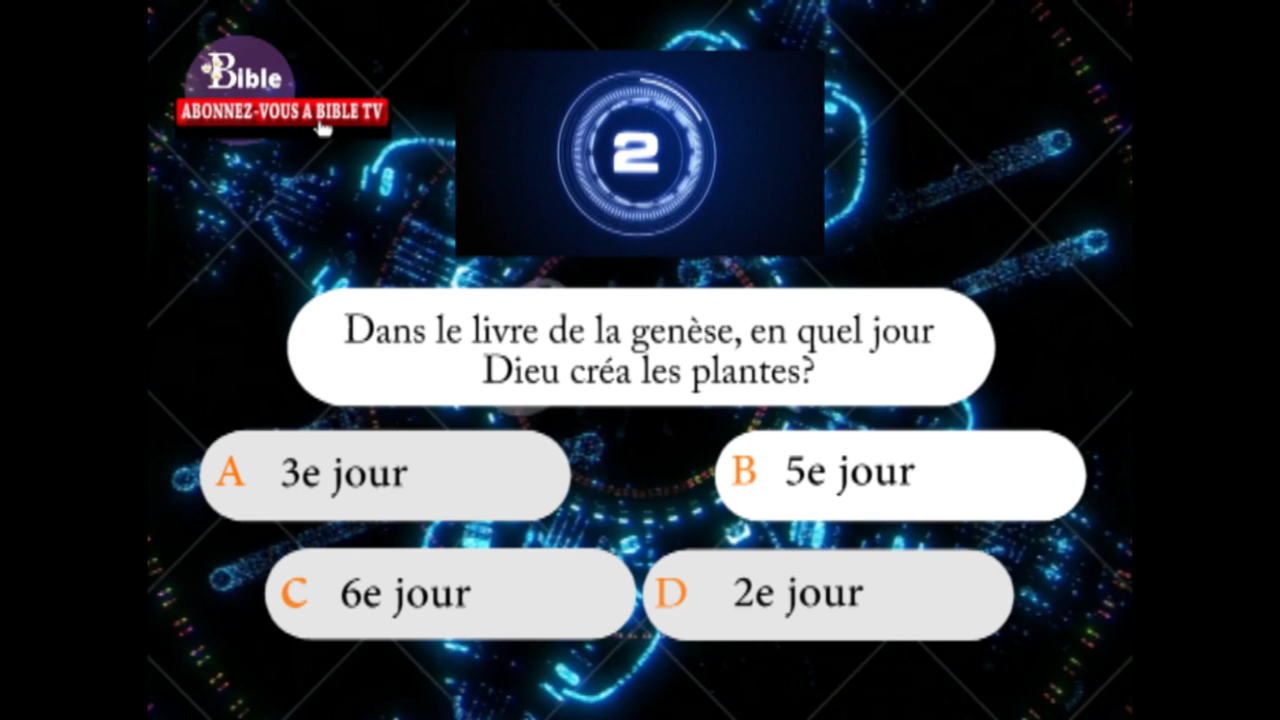 Bible
ABONNEZ-VOUS A BIBLE TV
2
Dans le livre de la genèse, en quel jour
Dieu créa les plantes?
A 3e jour
B 5e jour
C 6e jour
D 2e jour